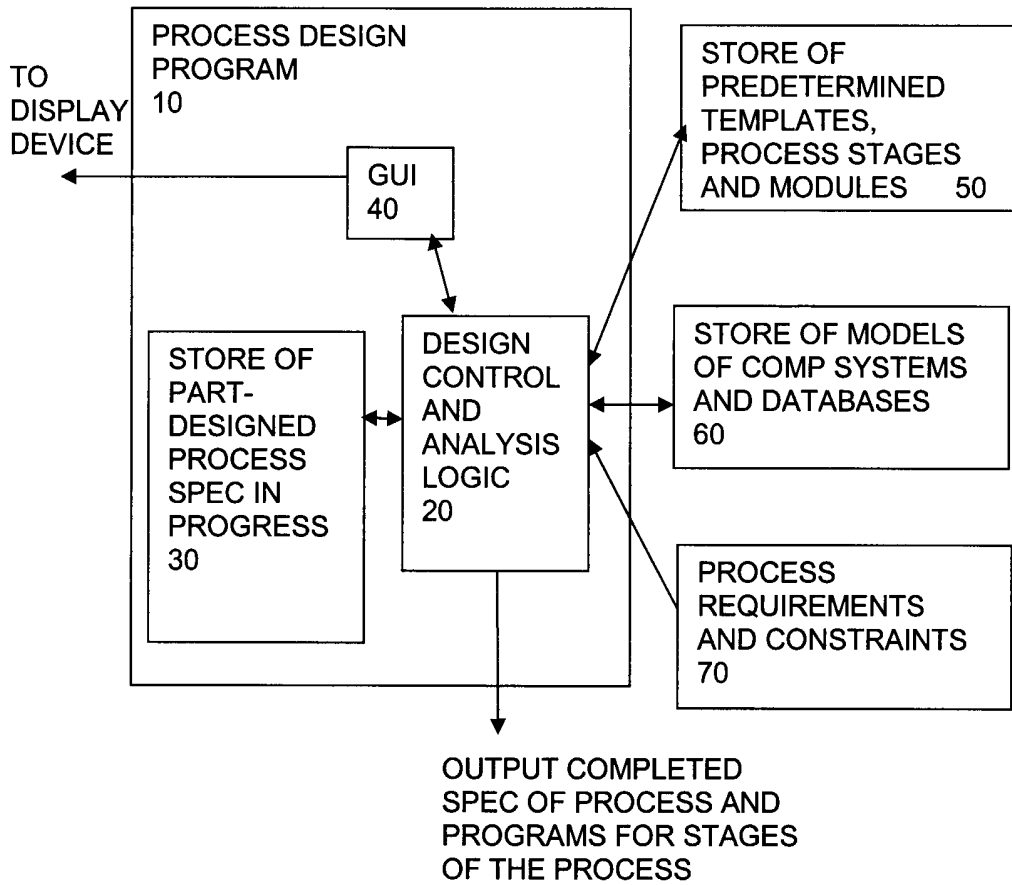 PROCESS DESIGN
PROGRAM
10
TO
DISPLAY
DEVICE
GUI
40
STORE OF
PART-
DESIGNED
PROCESS
SPEC IN
PROGRESS
30
DESIGN
CONTROL
AND
ANALYSIS
LOGIC
20
STORE OF
PREDETERMINED
TEMPLATES,
PROCESS STAGES
AND MODULES 50
STORE OF MODELS
OF COMP SYSTEMS
AND DATABASES
60
PROCESS
REQUIREMENTS
AND CONSTRAINTS
70
OUTPUT COMPLETED
SPEC OF PROCESS AND
PROGRAMS FOR STAGES
OF THE PROCESS